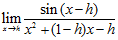 lim x→h sin (x−h) / x² + (1−h)x − h